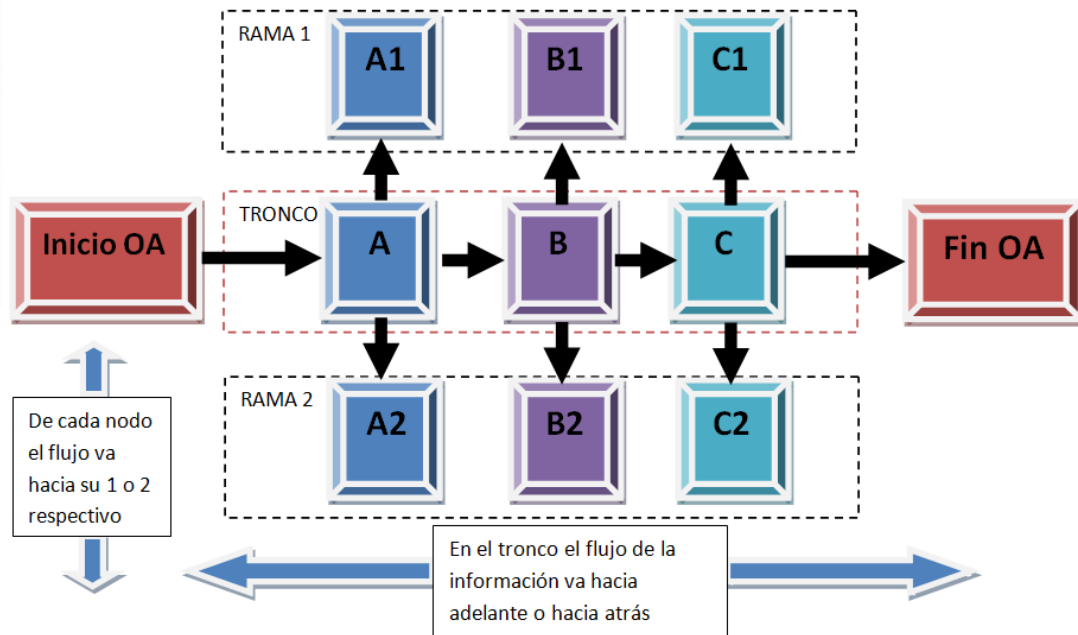 RAMA 1
A1
B1
C1
TRONCO
Inicio OA
A
B
C
Fin OA
RAMA 2
A2
B2
C2
De cada nodo
el flujo va
hacia su 1 o 2
respectivo
En el tronco el flujo de la
información va hacia
adelante o hacia atrás